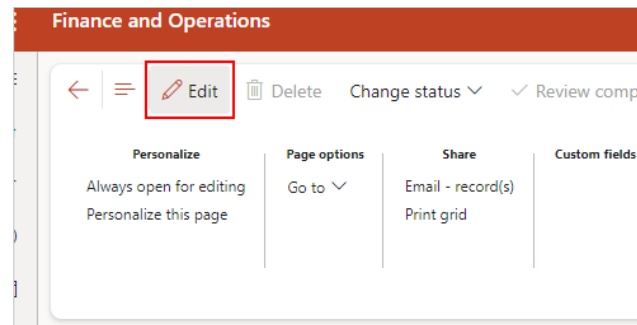 Finance and Operations
Edit Delete Change status Review comp
Personalize Page options Share Custom fields
Always open for editing Go to Email - record(s)
Personalize this page Print grid